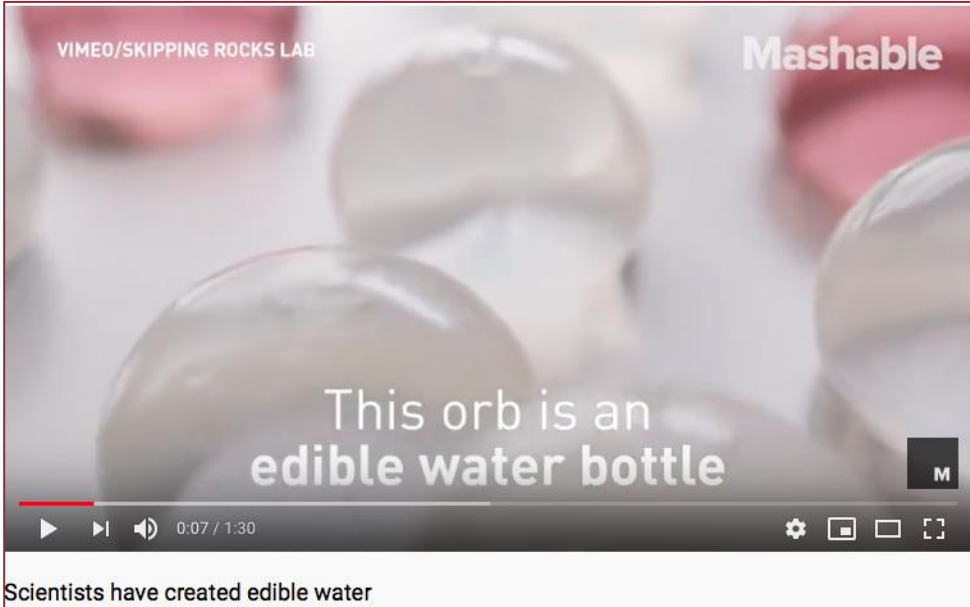 VIMEO/SKIPPING ROCKS LAB
Mashable
This orb is an
edible water bottle
M
0:07 / 1:30
Scientists have created edible water